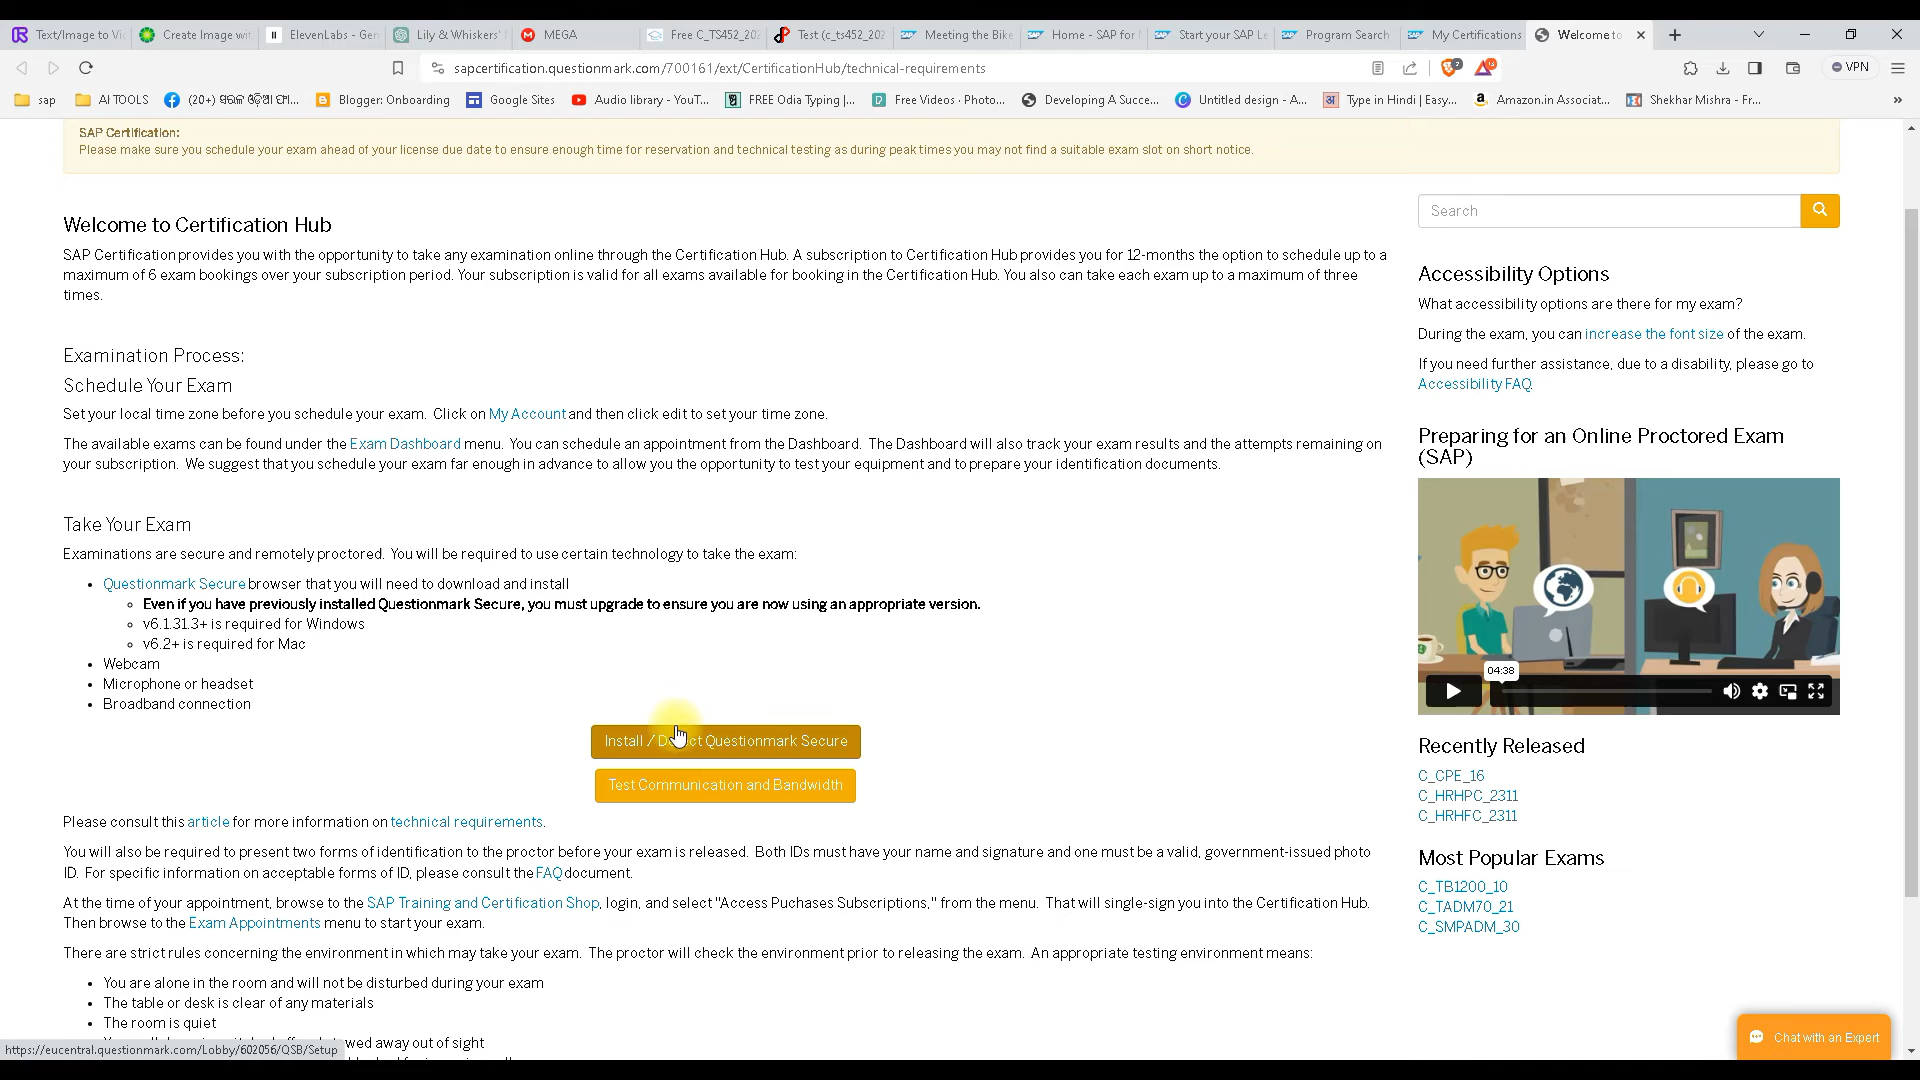 Text/Image to Vi
Create Image wit
ElevenLabs - Gen
Lily & Whiskers'
MEGA
Free C_TS452_202
Test (c_ts452_202
Meeting the Bike
Home - SAP for
Start your SAP Le
Program Search
My Certifications
Welcome to
sapcertification.questionmark.com/700161/ext/CertificationHub/technical-requirements
VPN
sap
AI TOOLS
Blogger: Onboarding
Google Sites
Audio library - YouT...
FREE Odia Typing |...
Free Videos · Photo...
Developing A Succe...
Untitled design - A...
Type in Hindi | Easy...
Amazon.in Associat...
Shekhar Mishra - Fr...
SAP Certification:
Please make sure you schedule your exam ahead of your license due date to ensure enough time for reservation and technical testing as during peak times you may not find a suitable exam slot on short notice.
Search
Welcome to Certification Hub
SAP Certification provides you with the opportunity to take any examination online through the Certification Hub. A subscription to Certification Hub provides you for 12-months the option to schedule up to a
maximum of 6 exam bookings over your subscription period. Your subscription is valid for all exams available for booking in the Certification Hub. You also can take each exam up to a maximum of three
times.
Examination Process:
Schedule Your Exam
Set your local time zone before you schedule your exam. Click on My Account and then click edit to set your time zone.
The available exams can be found under the Exam Dashboard menu. You can schedule an appointment from the Dashboard. The Dashboard will also track your exam results and the attempts remaining on
your subscription. We suggest that you schedule your exam far enough in advance to allow you the opportunity to test your equipment and to prepare your identification documents.
Take Your Exam
Examinations are secure and remotely proctored. You will be required to use certain technology to take the exam:
• Questionmark Secure browser that you will need to download and install
Even if you have previously installed Questionmark Secure, you must upgrade to ensure you are now using an appropriate version.
v6.1.31.3+ is required for Windows
v6.2+ is required for Mac
• Webcam
• Microphone or headset
• Broadband connection
Install / Questionmark Secure
Test Communication and Bandwidth
Please consult this article for more information on technical requirements.
You will also be required to present two forms of identification to the proctor before your exam is released. Both IDs must have your name and signature and one must be a valid, government-issued photo
ID. For specific information on acceptable forms of ID, please consult the FAQ document.
At the time of your appointment, browse to the SAP Training and Certification Shop, login, and select "Access Puchases Subscriptions," from the menu. That will single-sign you into the Certification Hub.
Then browse to the Exam Appointments menu to start your exam.
There are strict rules concerning the environment in which may take your exam. The proctor will check the environment prior to releasing the exam. An appropriate testing environment means:
• You are alone in the room and will not be disturbed during your exam
• The table or desk is clear of any materials
• The room is quiet
owed away out of sight
https://eucentral.questionmark.com/Lobby/602056/QSB/Setup
Accessibility Options
What accessibility options are there for my exam?
During the exam, you can increase the font size of the exam.
If you need further assistance, due to a disability, please go to
Accessibility FAQ.
Preparing for an Online Proctored Exam
(SAP)
04:38
Recently Released
C_CPE_16
C_HRHPC_2311
C_HRHFC_2311
Most Popular Exams
C_TB1200_10
C_TADM70_21
C_SMPADM_30
Chat with an Expert